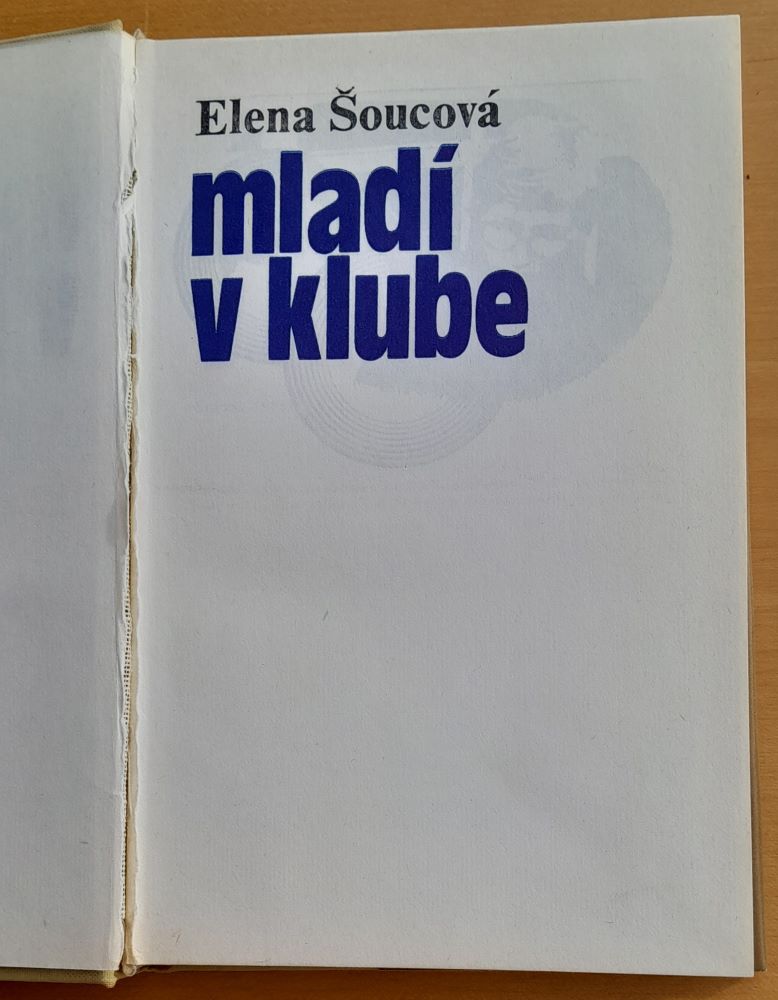 Elena Šoucová
mladí
v klube